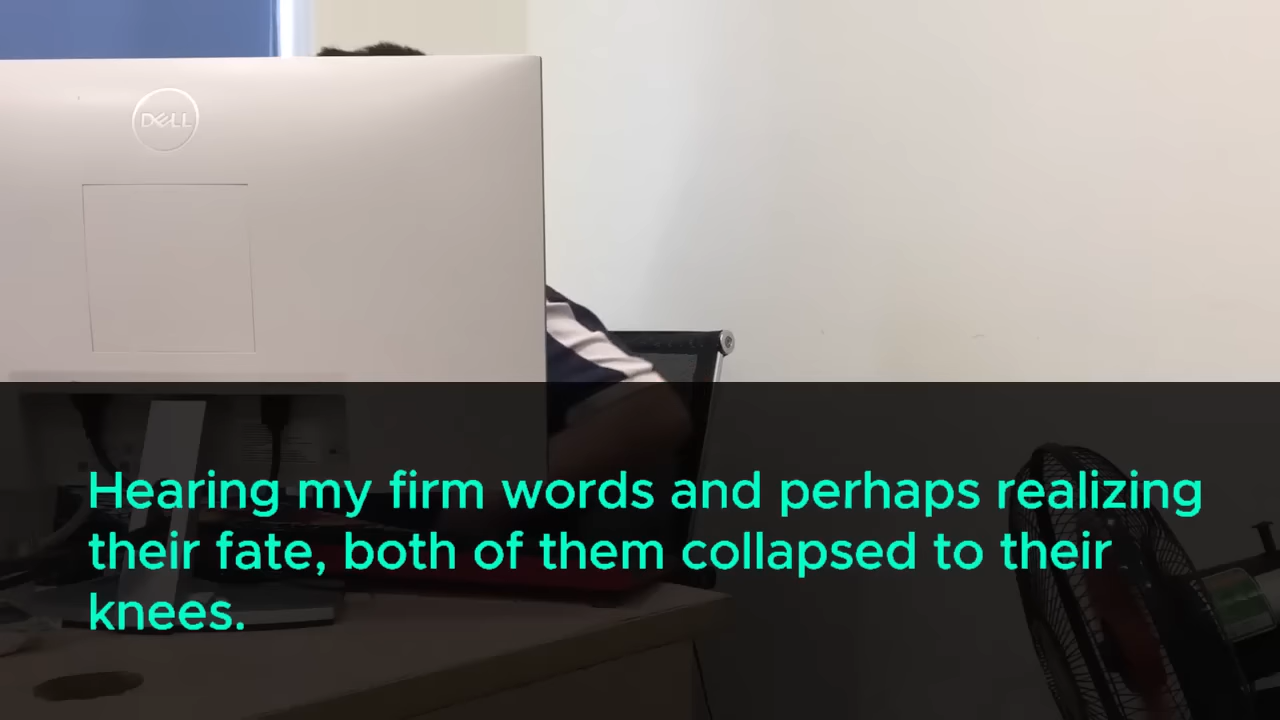 DELL
Hearing my firm words and perhaps realizing
their fate, both of them collapsed to their
knees.